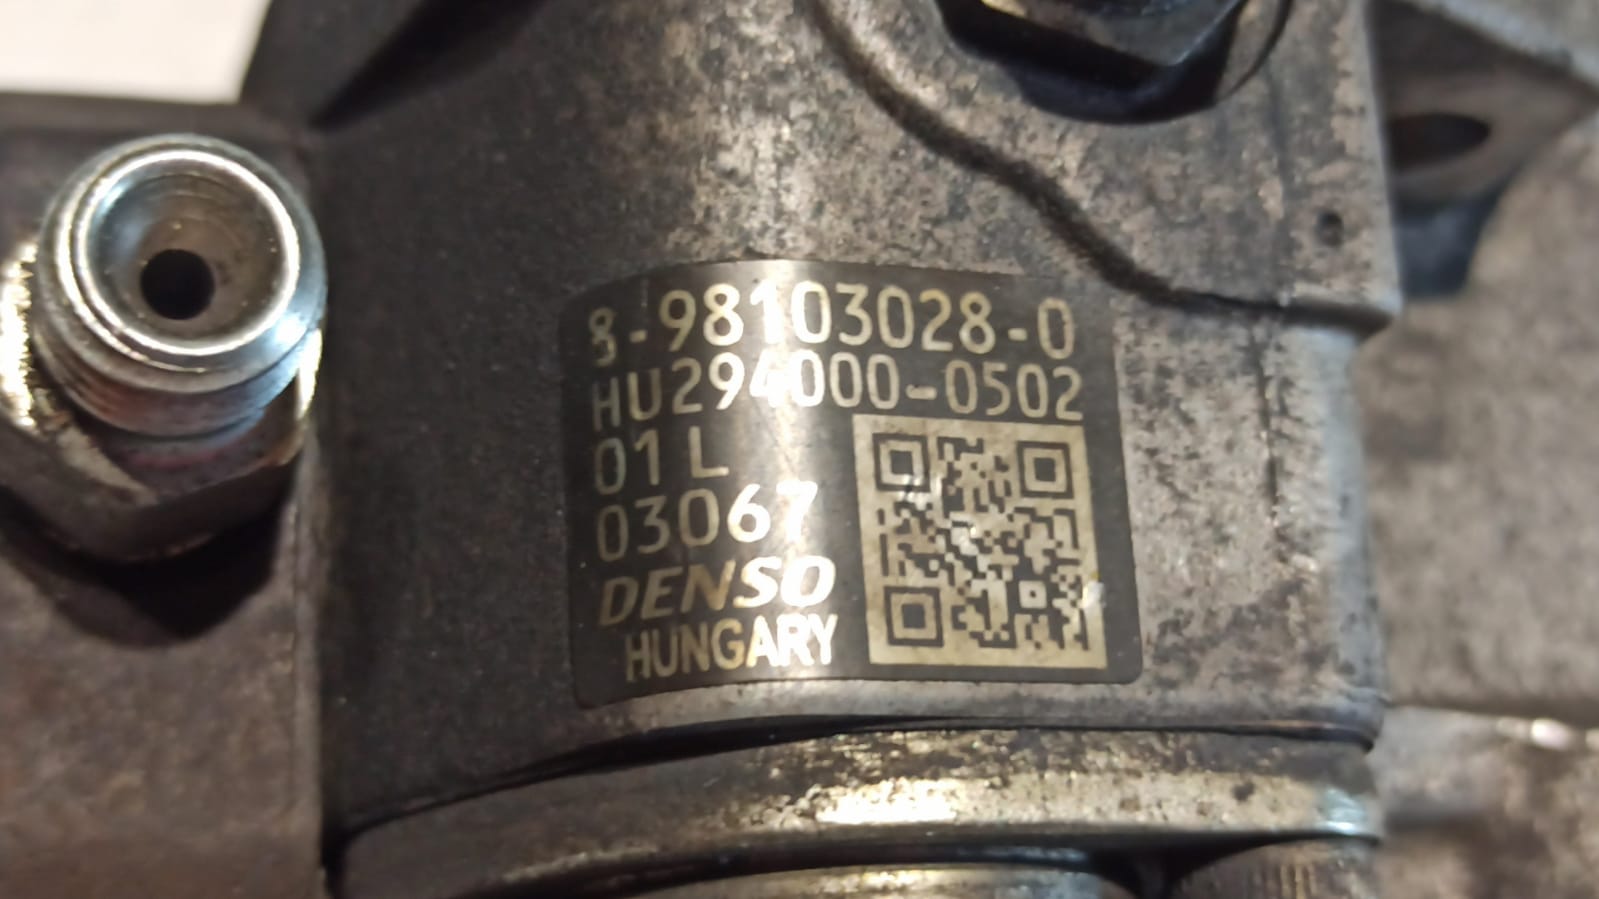 8-98103028-0
HU294000-0502
01 L
03067
DENSO
HUNGARY